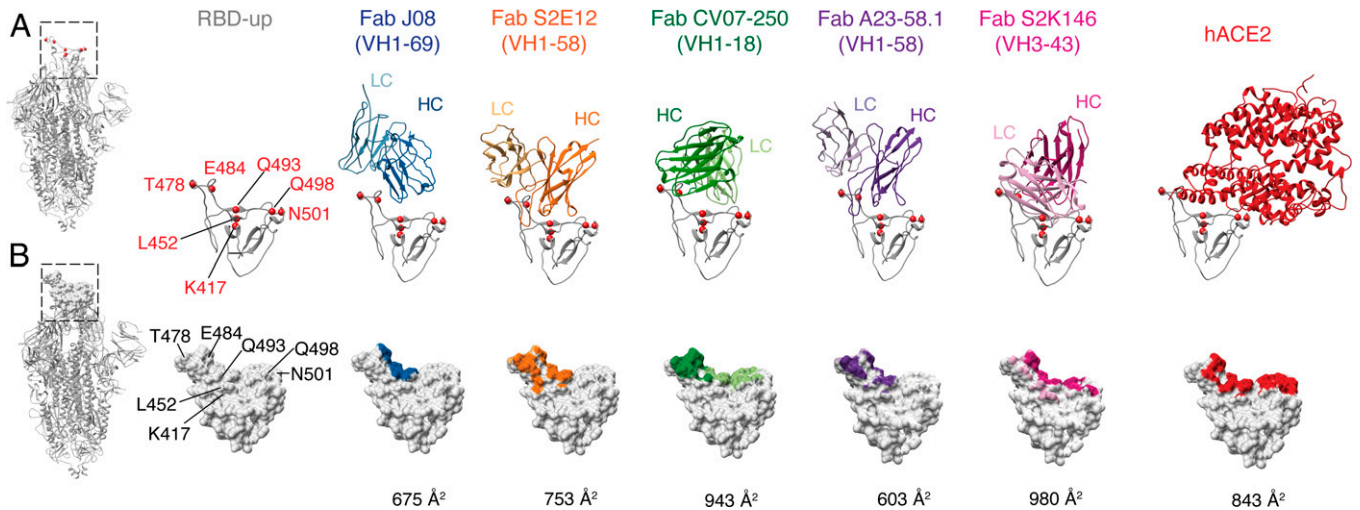 A
RBD-up
Fab J08
(VH1-69)
Fab S2E12
(VH1-58)
Fab CV07-250
(VH1-18)
Fab A23-58.1
(VH1-58)
Fab S2K146
(VH3-43)
hACE2
LC
HC
LC
HC
HC
LC
LC
HC
HC
LC
T478
E484
Q493
Q498
N501
L452
K417
B
T478
E484
Q493
Q498
N501
L452
K417
675 Å²
753 Å²
943 Å²
603 Å²
980 Å²
843 Å²